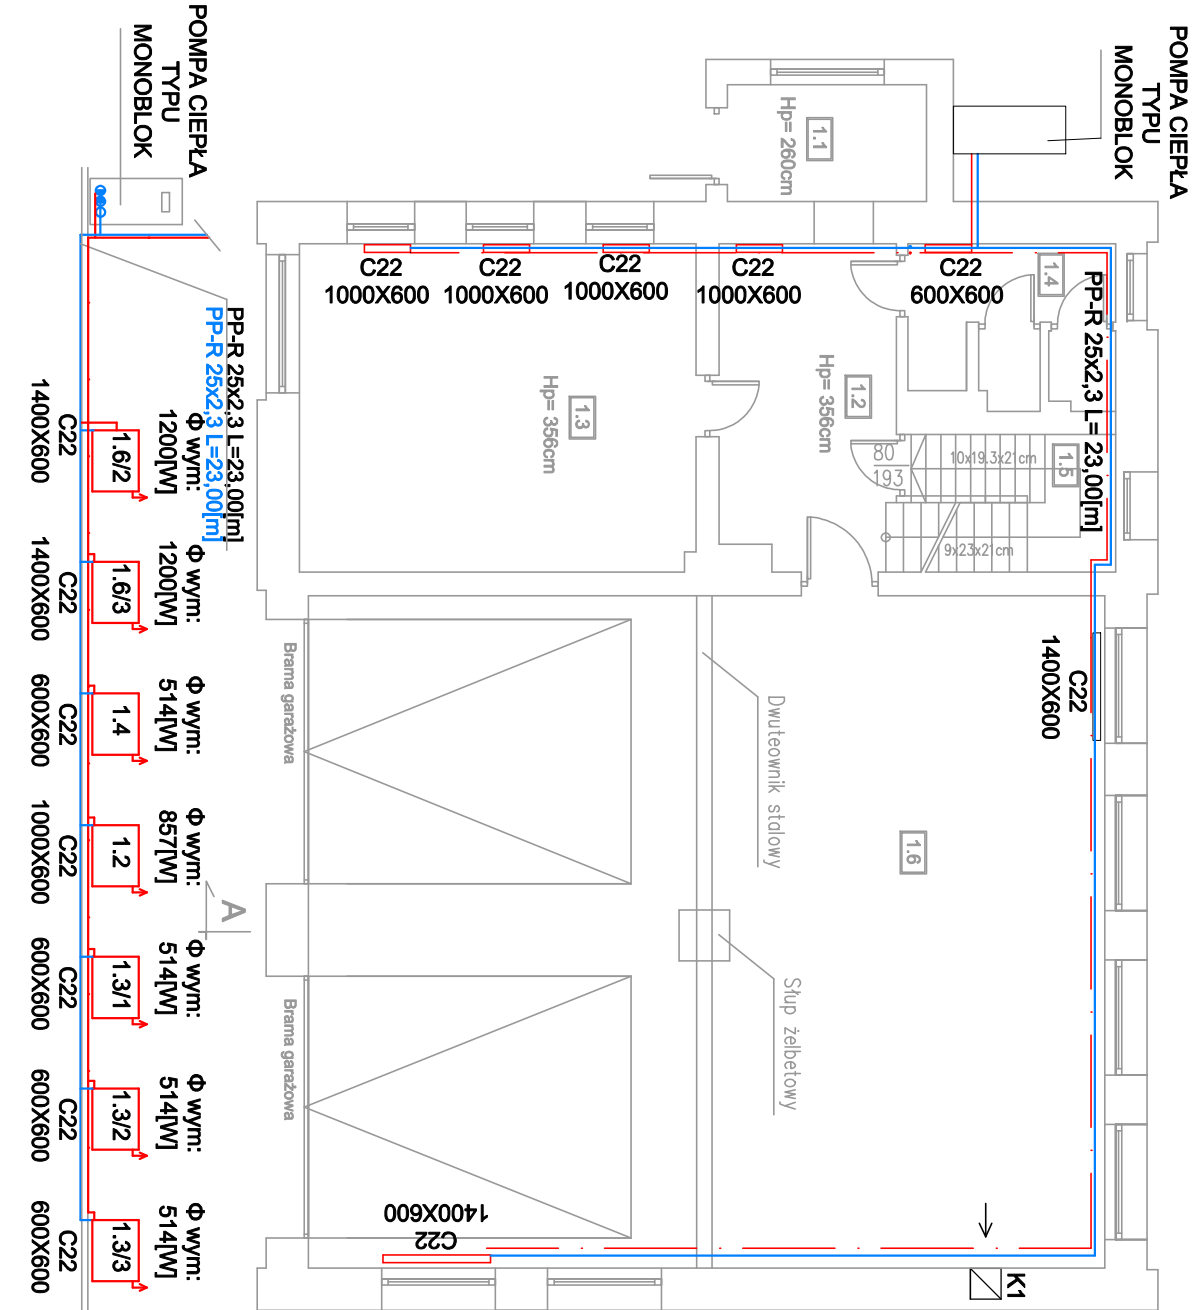 POMPA CIEPŁA
TYPU
MONOBLOK
POMPA CIEPŁA
TYPU
MONOBLOK
1.1
Hp= 260cm
C22
1000X600
C22
1000X600
C22
1000X600
C22
1000X600
C22
600X600
1.4
PP-R 25x2,3 L=23,00[m]
1.2
Hp= 356cm
1.3
Hp= 356cm
80
193
10x19.3x21cm
1.5
9x23x21cm
PP-R 25x2,3 L=23,00[m]
PP-R 25x2,3 L=23,00[m]
C22
1400X600
Brama garażowa
Dwuteownik stalowy
1.6
A
Słup żelbetowy
Brama garażowa
C22
1400X600
K1
Φ wym:
1200[W]
1.6/2
C22
1400X600
Φ wym:
1200[W]
1.6/3
C22
1400X600
Φ wym:
514[W]
1.4
C22
600X600
Φ wym:
857[W]
1.2
C22
1000X600
Φ wym:
514[W]
1.3/1
C22
600X600
Φ wym:
514[W]
1.3/2
C22
600X600
Φ wym:
514[W]
1.3/3
C22
600X600